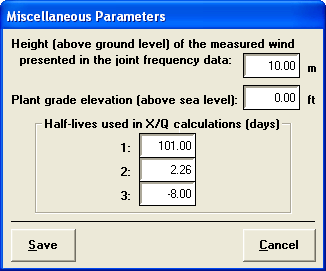 Miscellaneous Parameters
Height (above ground level) of the measured wind
presented in the joint frequency data: 10.00 m
Plant grade elevation (above sea level): 0.00 ft
Half-lives used in X/Q calculations (days)
1: 101.00
2: 2.26
3: -8.00
Save Cancel